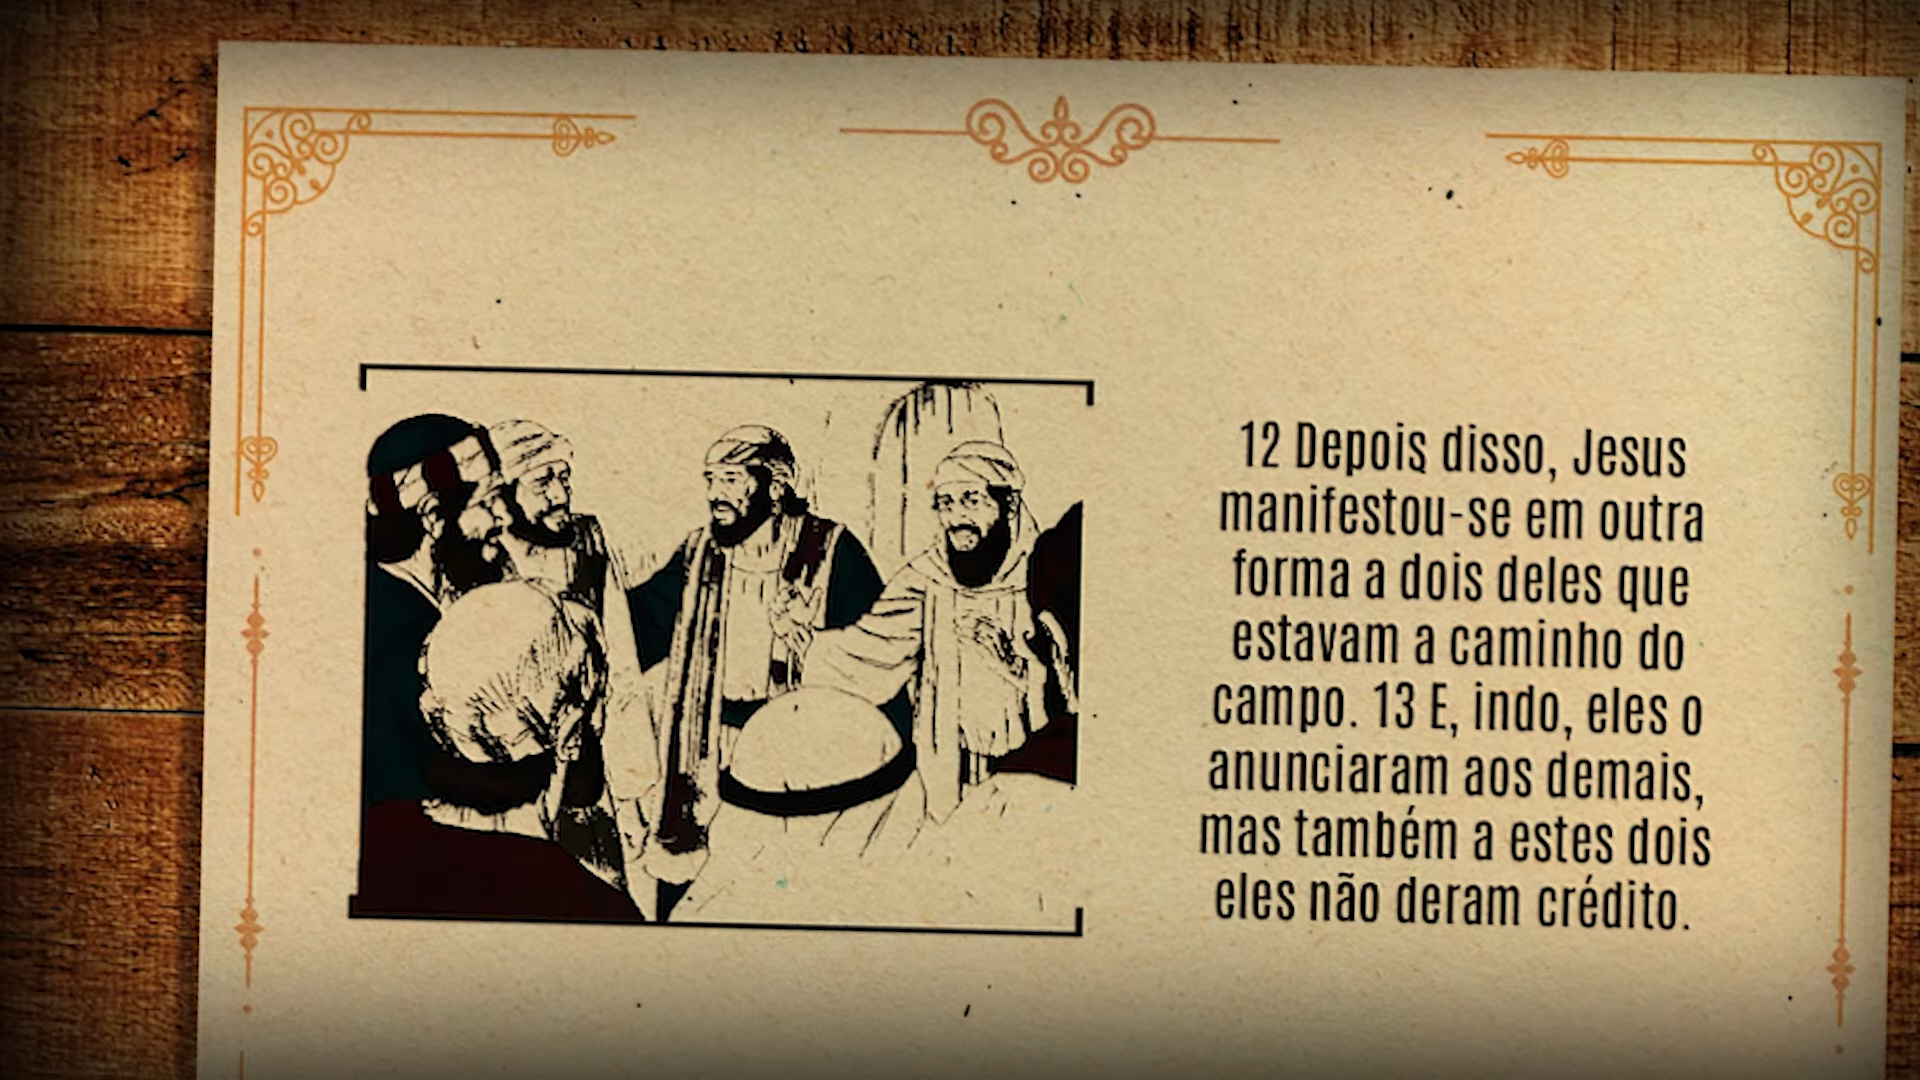 12 Depois disso, Jesus
manifestou-se em outra
forma a dois deles que
estavam a caminho do
campo. 13 E, indo, eles o
anunciaram aos demais,
mas também a estes dois
eles não deram crédito.